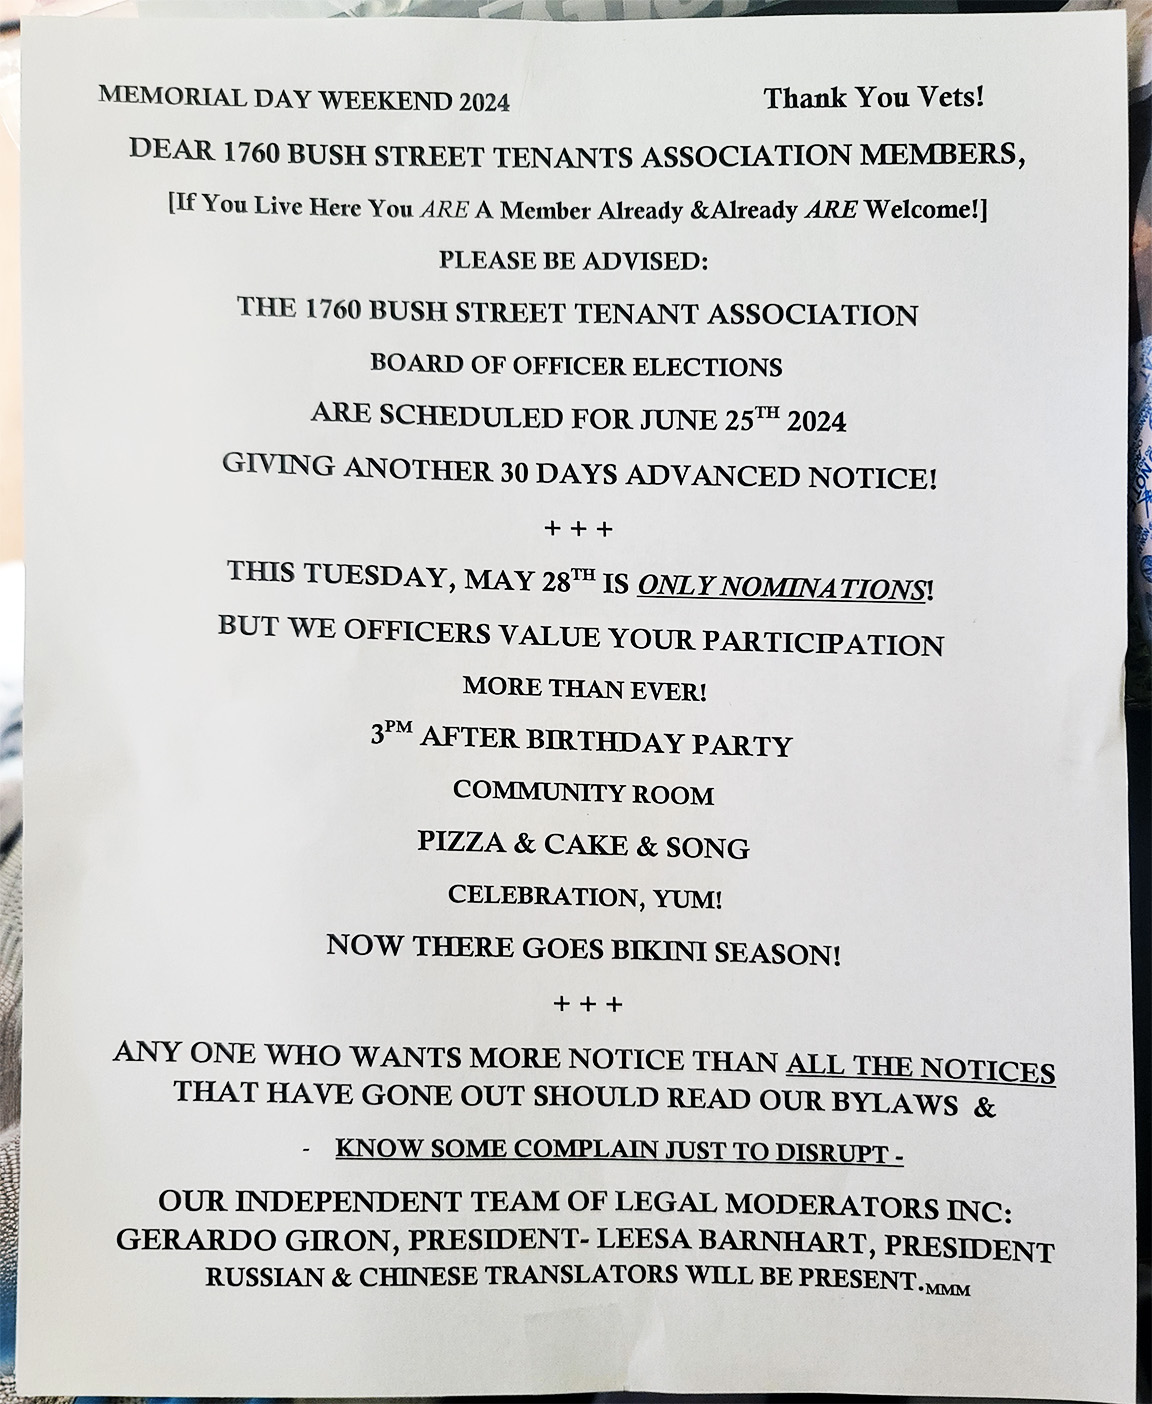 MEMORIAL DAY WEEKEND 2024 Thank You Vets!
DEAR 1760 BUSH STREET TENANTS ASSOCIATION MEMBERS,
[If You Live Here You ARE A Member Already &Already ARE Welcome!]
PLEASE BE ADVISED:
THE 1760 BUSH STREET TENANT ASSOCIATION
BOARD OF OFFICER ELECTIONS
ARE SCHEDULED FOR JUNE 25TH 2024
GIVING ANOTHER 30 DAYS ADVANCED NOTICE!
+ + +
THIS TUESDAY, MAY 28TH IS ONLY NOMINATIONS!
BUT WE OFFICERS VALUE YOUR PARTICIPATION
MORE THAN EVER!
3PM AFTER BIRTHDAY PARTY
COMMUNITY ROOM
PIZZA & CAKE & SONG
CELEBRATION, YUM!
NOW THERE GOES BIKINI SEASON!
+ + +
ANY ONE WHO WANTS MORE NOTICE THAN ALL THE NOTICES
THAT HAVE GONE OUT SHOULD READ OUR BYLAWS &
- KNOW SOME COMPLAIN JUST TO DISRUPT -
OUR INDEPENDENT TEAM OF LEGAL MODERATORS INC:
GERARDO GIRON, PRESIDENT- LEESA BARNHART, PRESIDENT
RUSSIAN & CHINESE TRANSLATORS WILL BE PRESENT.MMM